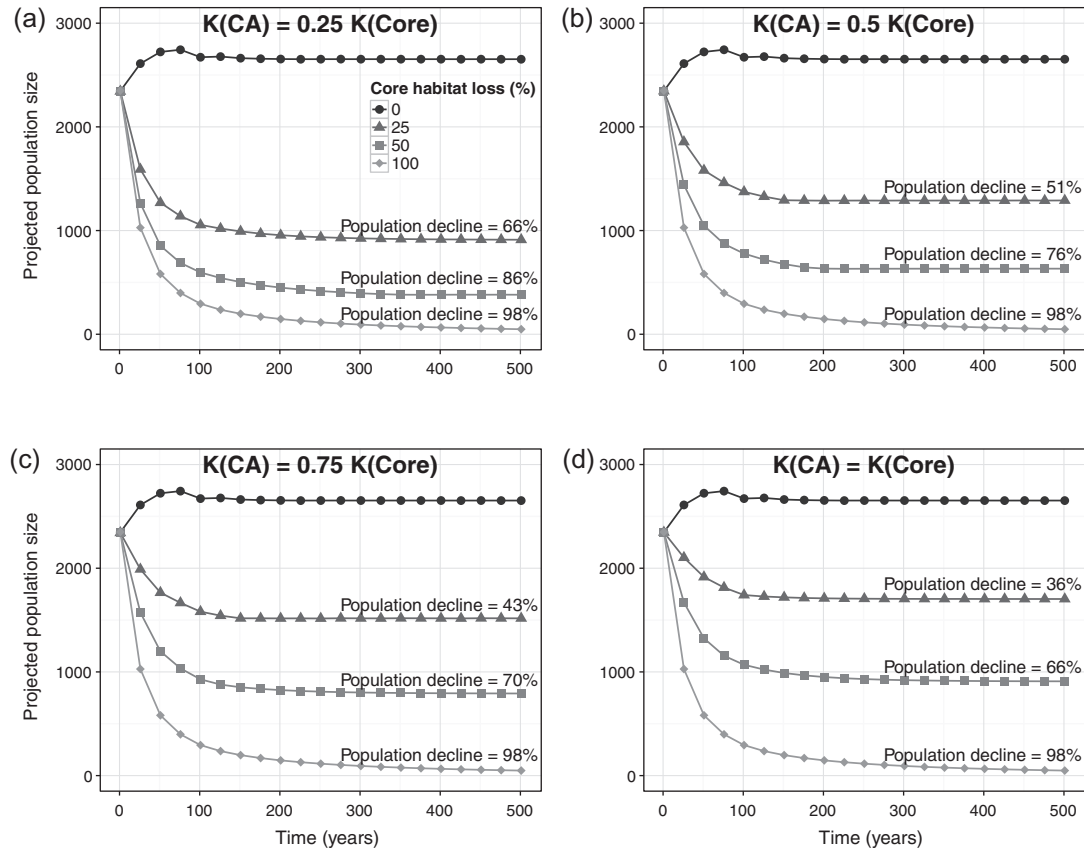 (a)
K(CA) = 0.25 K(Core)
3000
2000
1000
0
Projected population size
Core habitat loss (%)
0
25
50
100
Population decline = 66%
Population decline = 86%
Population decline = 98%
0 100 200 300 400 500
(b)
K(CA) = 0.5 K(Core)
3000
2000
1000
0
Population decline = 51%
Population decline = 76%
Population decline = 98%
0 100 200 300 400 500
(c)
K(CA) = 0.75 K(Core)
3000
2000
1000
0
Projected population size
Population decline = 43%
Population decline = 70%
Population decline = 98%
0 100 200 300 400 500
Time (years)
(d)
K(CA) = K(Core)
3000
2000
1000
0
Population decline = 36%
Population decline = 66%
Population decline = 98%
0 100 200 300 400 500
Time (years)